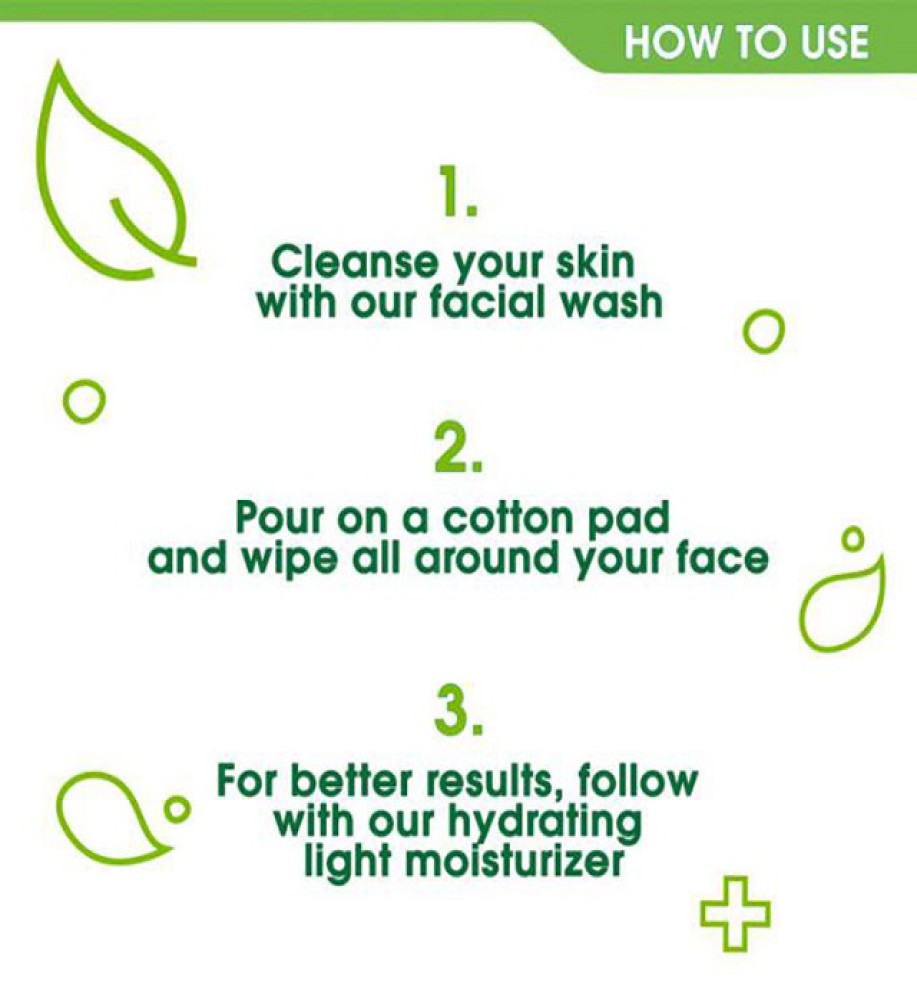 HOW TO USE
1.
Cleanse your skin
with our facial wash
2.
Pour on a cotton pad
and wipe all around your face
3.
For better results, follow
with our hydrating
light moisturizer